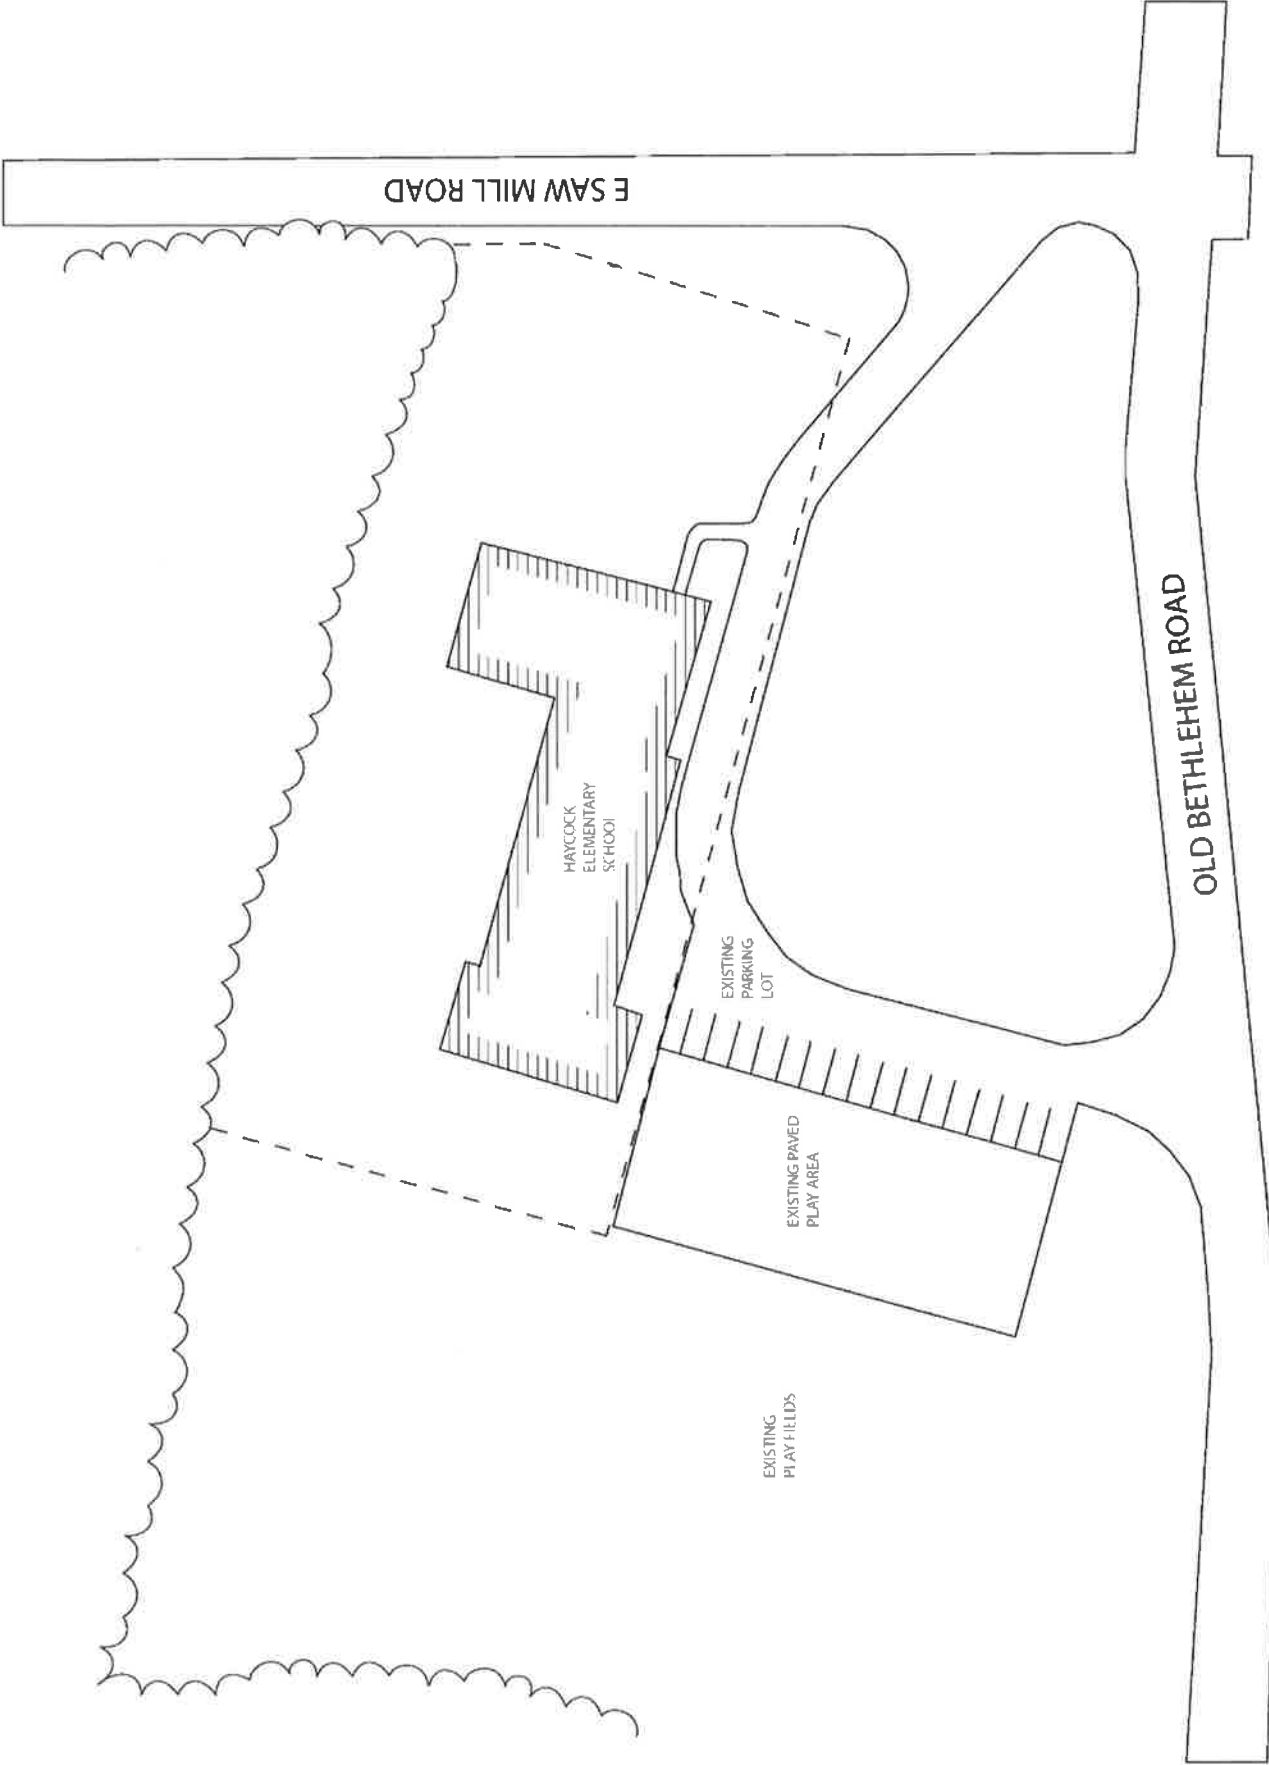 E SAW MILL ROAD
HAYCOCK
ELEMENTARY
SCHOOL
EXISTING
PARKING
LOT
EXISTING PAVED
PLAY AREA
EXISTING
PLAY FIELDS
OLD BETHLEHEM ROAD